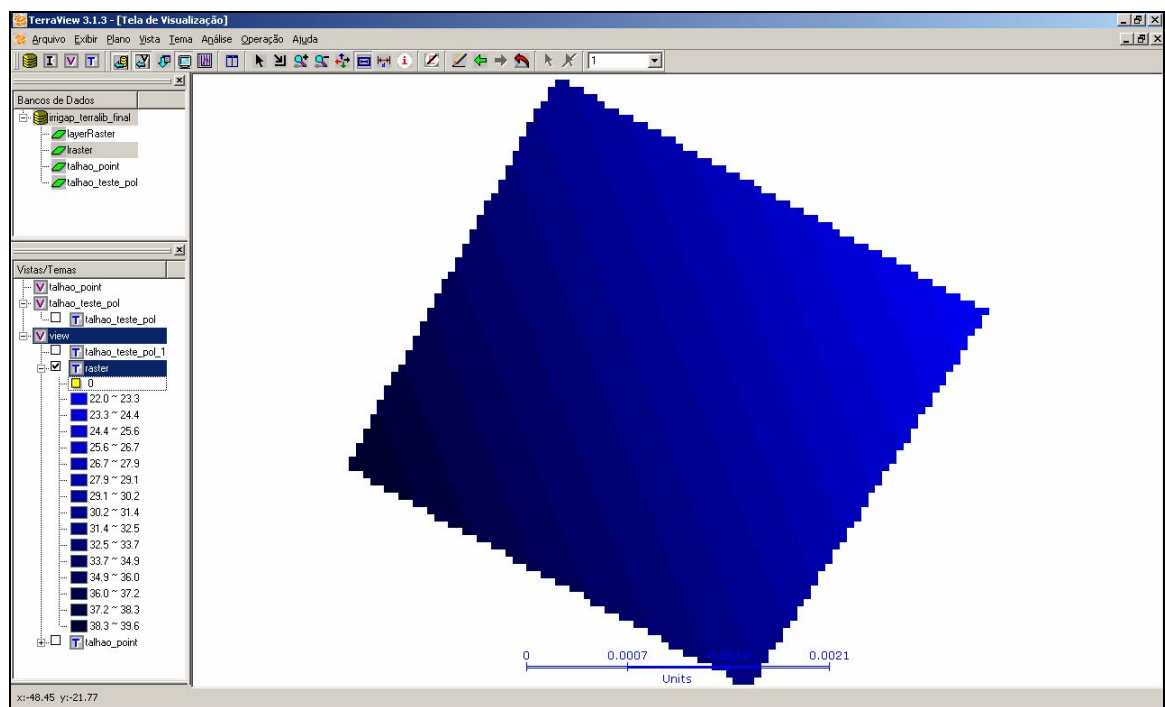 TerraView 3.1.3 - [Tela de Visualização]
Arquivo Exibir Plano Vista Tema Análise Operação Ajuda
I V T i 1
Bancos de Dados
irrigap_terralib_final
layerRaster
lraster
talhao_point
talhao_teste_pol
Vistas/Temas
V talhao_point
V talhao_teste_pol
T talhao_teste_pol
V view
T talhao_teste_pol_1
T raster
0
22.0 ~ 23.3
23.3 ~ 24.4
24.4 ~ 25.6
25.6 ~ 26.7
26.7 ~ 27.9
27.9 ~ 29.1
29.1 ~ 30.2
30.2 ~ 31.4
31.4 ~ 32.5
32.5 ~ 33.7
33.7 ~ 34.9
34.9 ~ 36.0
36.0 ~ 37.2
37.2 ~ 38.3
38.3 ~ 39.6
T talhao_point
0 0.0007 0.0014 0.0021
Units
x:-48.45 y:-21.77